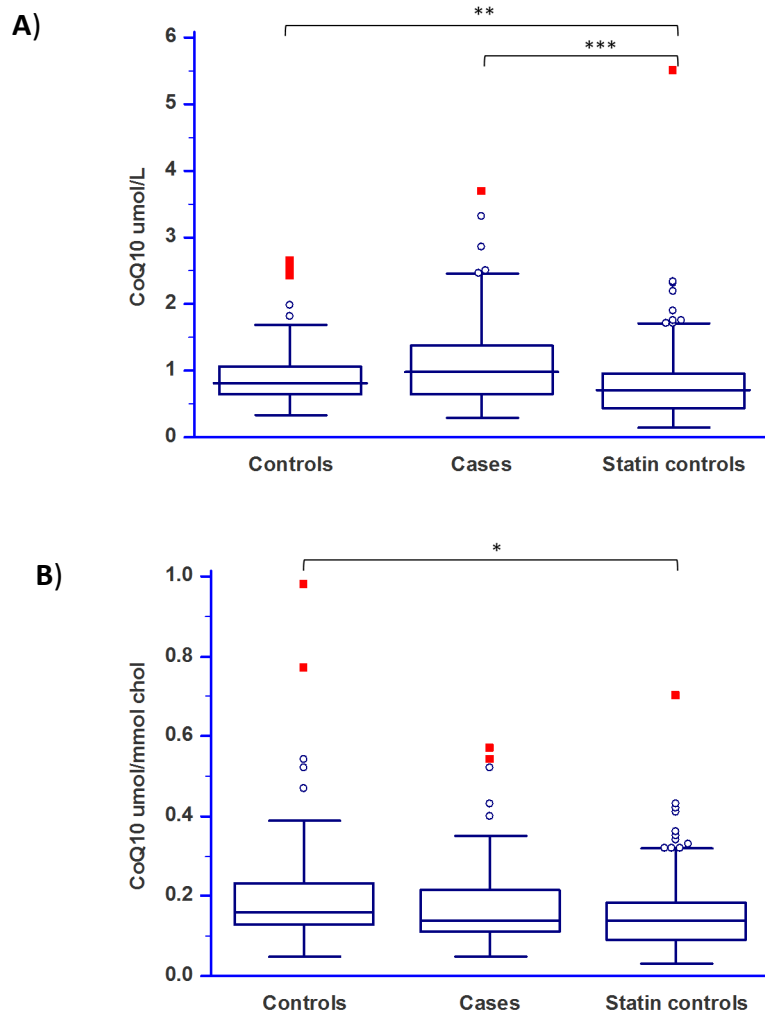 A)
**
***
6
5
4
3
2
1
0
CoQ10 umol/L
Controls Cases Statin controls
B)
*
1.0
0.8
0.6
0.4
0.2
0.0
CoQ10 umol/mmol chol
Controls Cases Statin controls